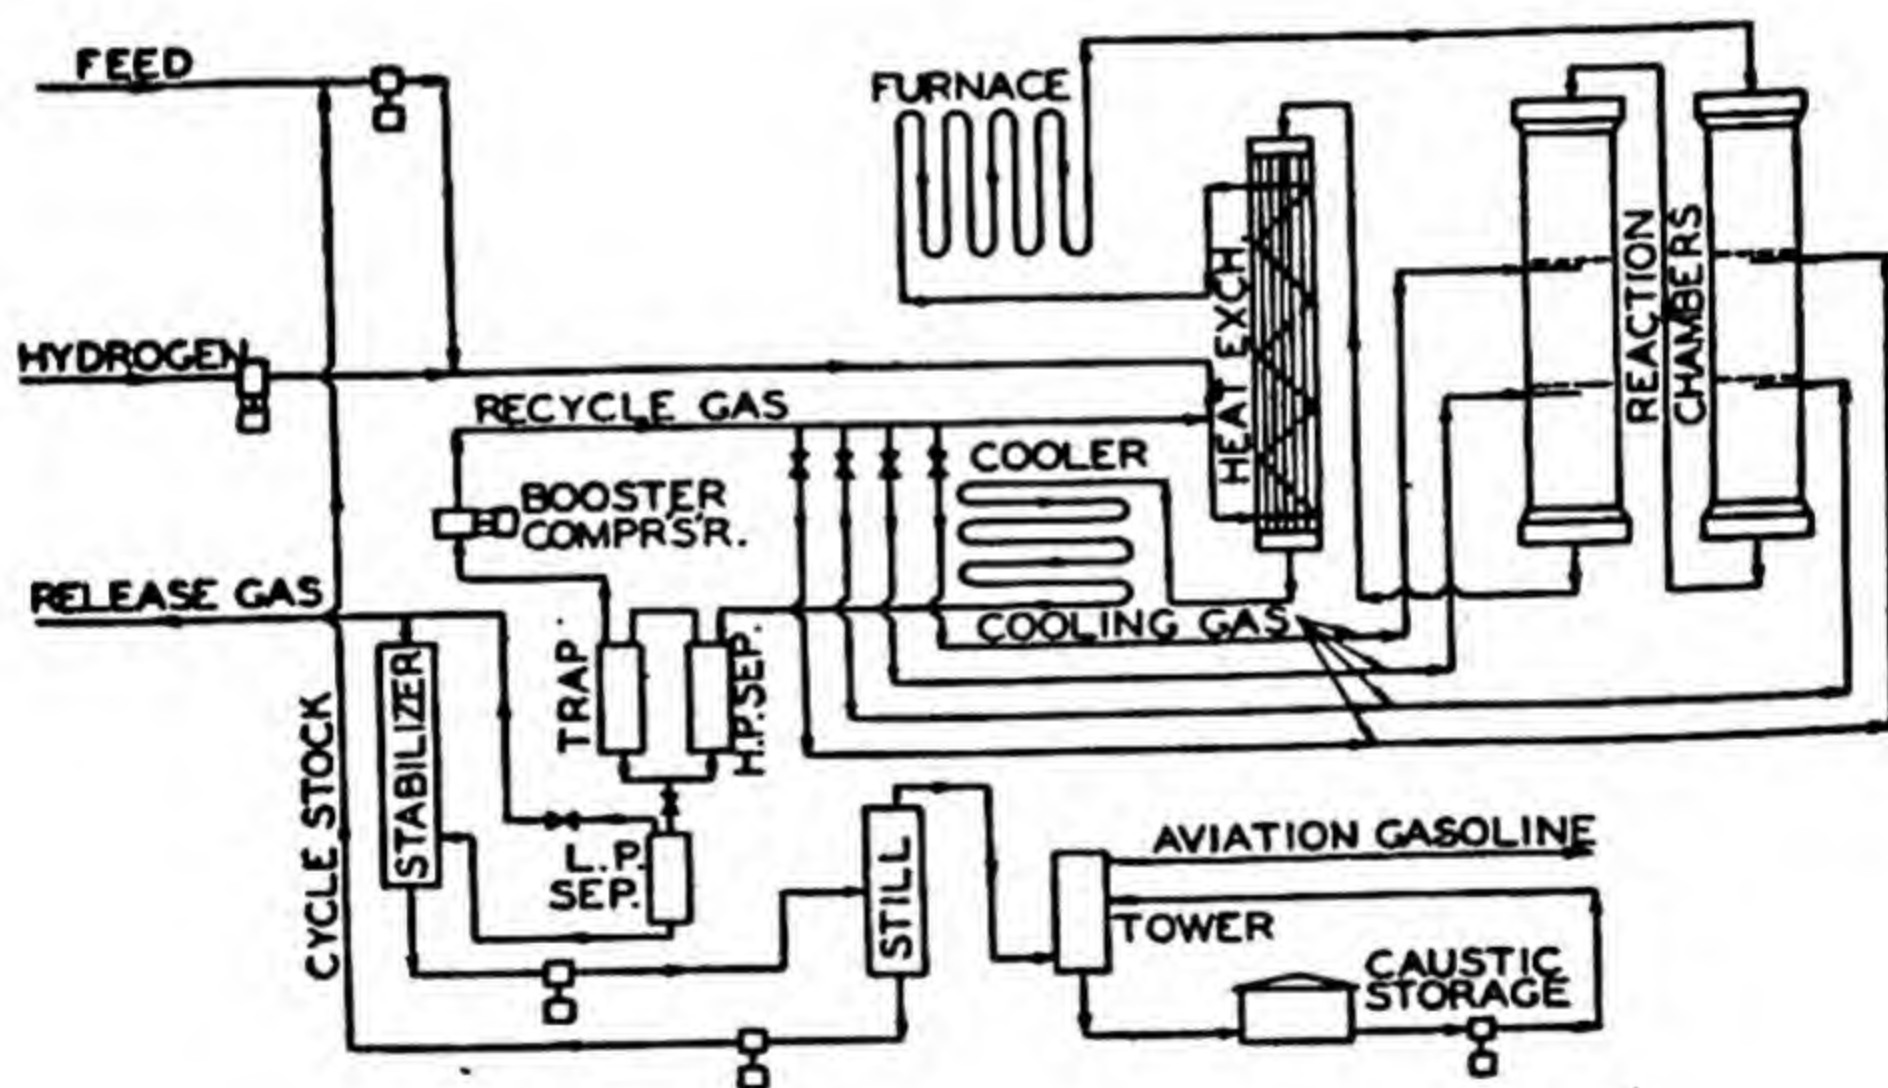 FEED
FURNACE
HYDROGEN
HEAT EXCH.
REACTION
CHAMBERS
RECYCLE GAS
COOLER
BOOSTER
COMPRS'R.
RELEASE GAS
COOLING GAS
STABILIZER
TRAP
H.P. SEP.
CYCLE STOCK
L.P.
SEP.
STILL
AVIATION GASOLINE
TOWER
CAUSTIC
STORAGE